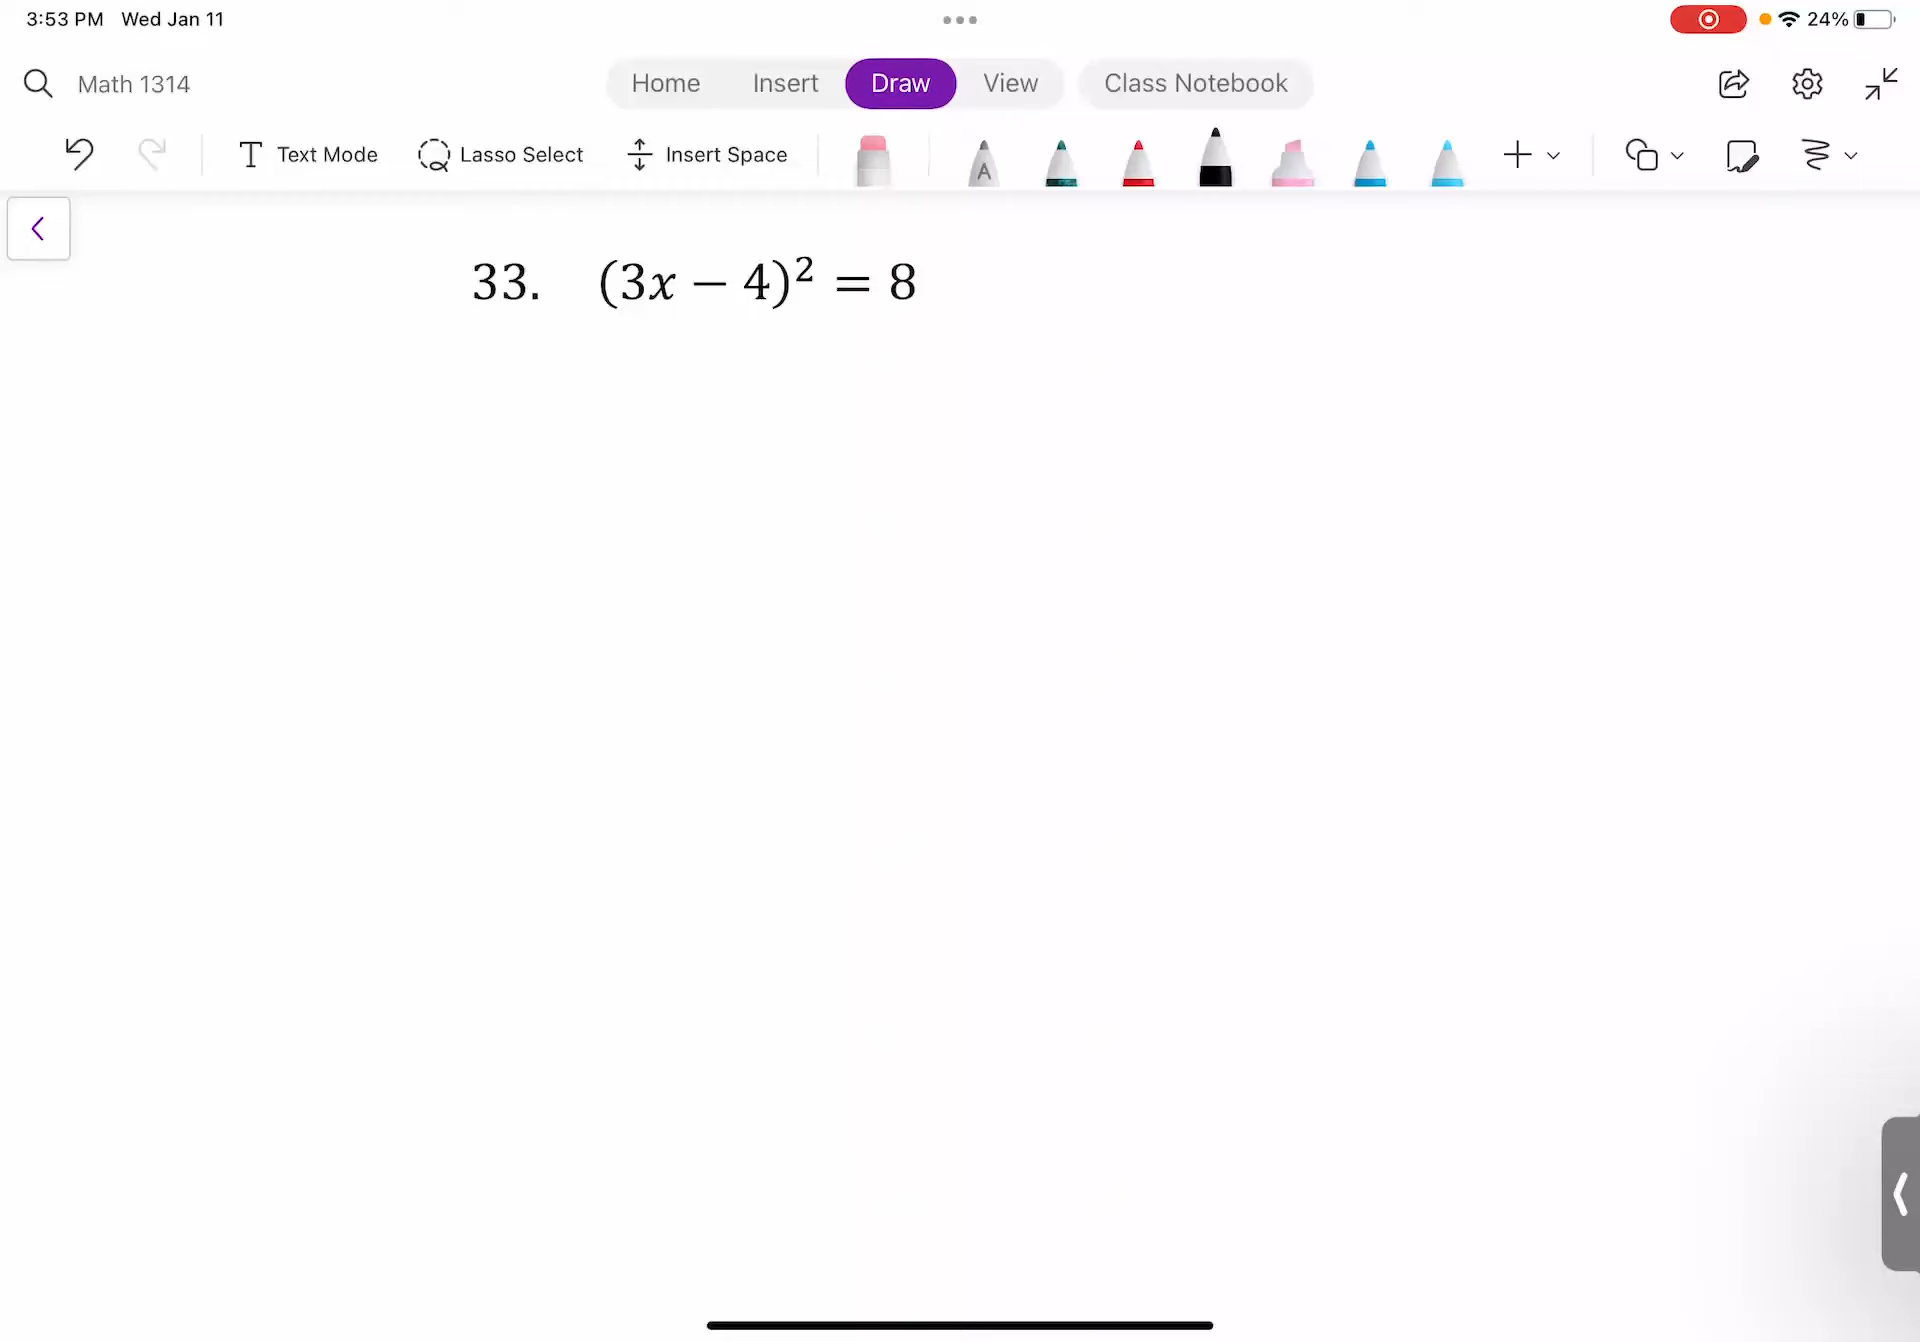 3:53 PM Wed Jan 11 24%
Math 1314 Home Insert Draw View Class Notebook
Text Mode Lasso Select Insert Space A
33. (3x − 4)² = 8